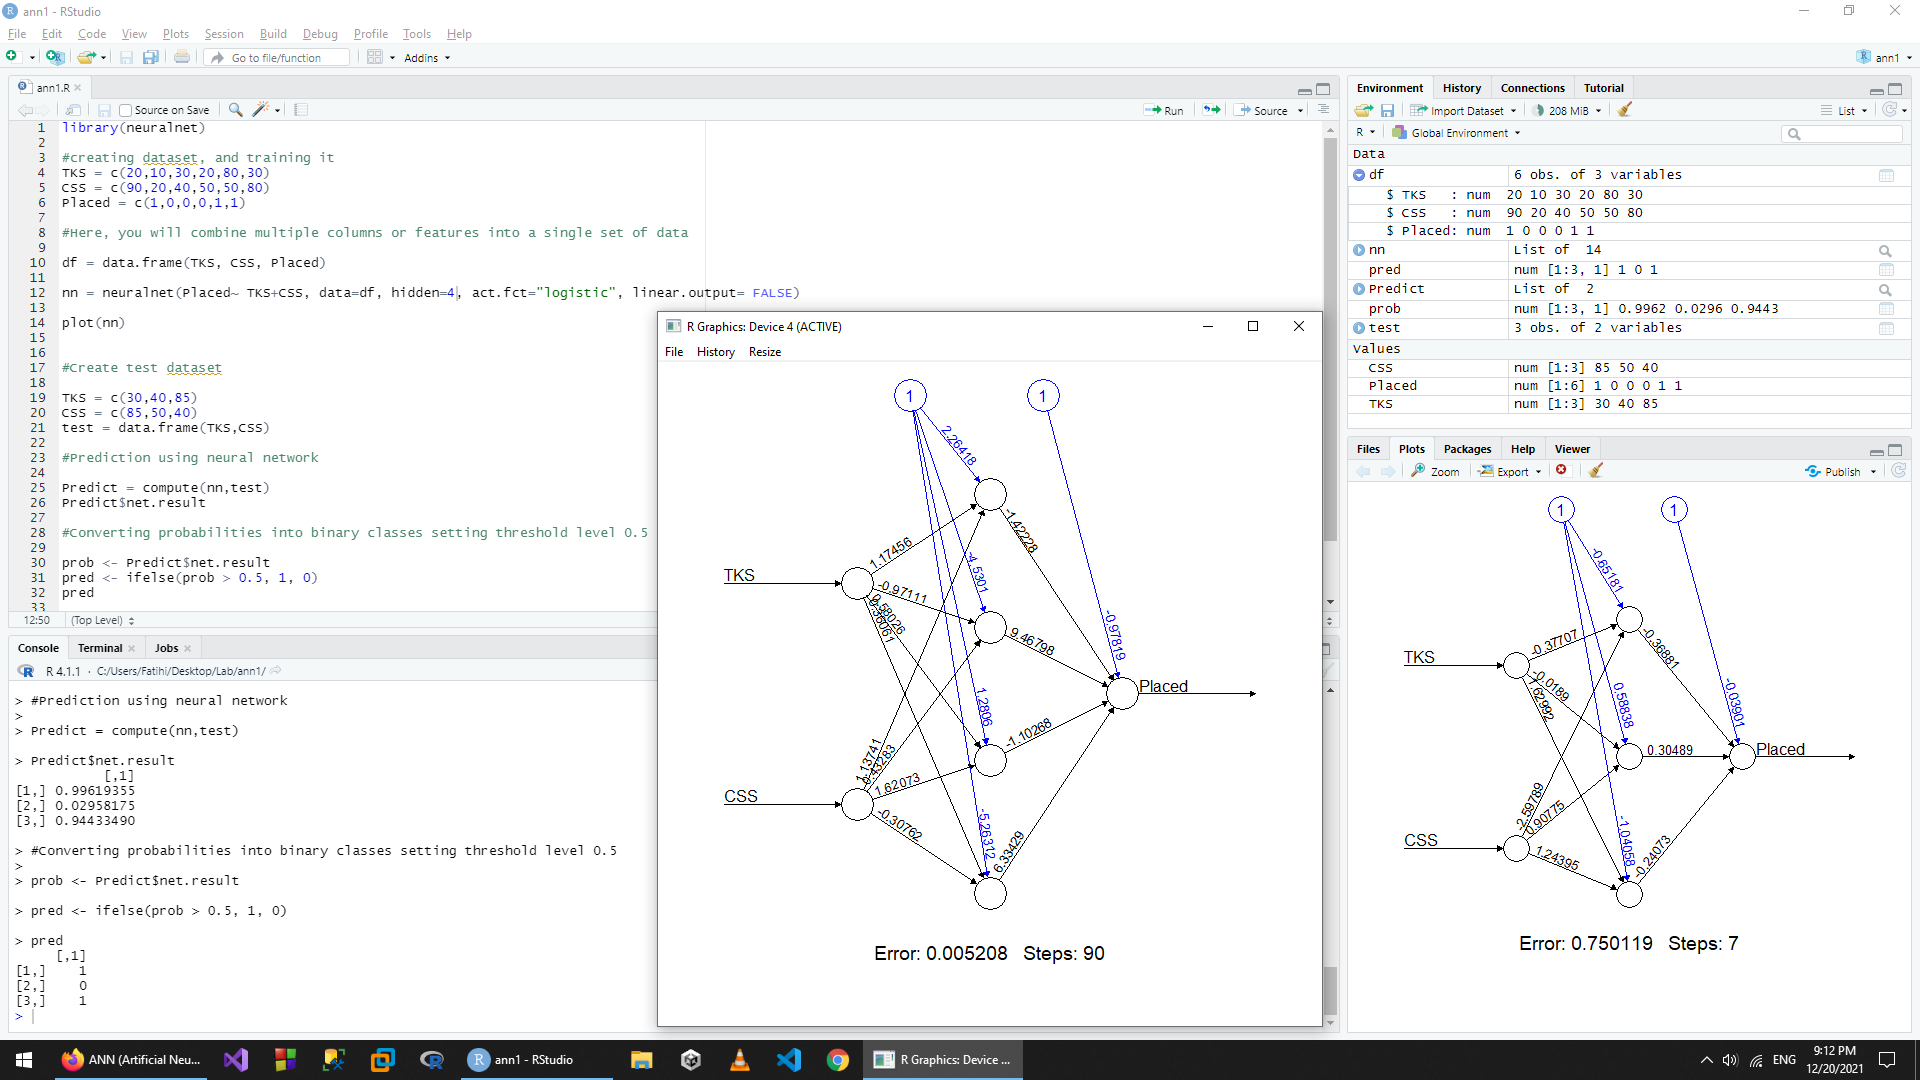 ann1 - RStudio
File Edit Code View Plots Session Build Debug Profile Tools Help
Go to file/function Addins ann1
ann1.R
Source on Save Run Source
1 library(neuralnet)
2
3 #creating dataset, and training it
4 TKS = c(20,10,30,20,80,30)
5 CSS = c(90,20,40,50,50,80)
6 Placed = c(1,0,0,0,1,1)
7
8 #Here, you will combine multiple columns or features into a single set of data
9
10 df = data.frame(TKS, CSS, Placed)
11
12 nn = neuralnet(Placed~ TKS+CSS, data=df, hidden=4, act.fct="logistic", linear.output= FALSE)
13
14 plot(nn)
15
16
17 #Create test dataset
18
19 TKS = c(30,40,85)
20 CSS = c(85,50,40)
21 test = data.frame(TKS,CSS)
22
23 #Prediction using neural network
24
25 Predict = compute(nn,test)
26 Predict$net.result
27
28 #Converting probabilities into binary classes setting threshold level 0.5
29
30 prob <- Predict$net.result
31 pred <- ifelse(prob > 0.5, 1, 0)
32 pred
33
12:50 (Top Level)
Console Terminal Jobs
R 4.1.1 · C:/Users/Fatihi/Desktop/Lab/ann1/
> #Prediction using neural network
>
> Predict = compute(nn,test)
> Predict$net.result
[,1]
[1,] 0.99619355
[2,] 0.02958175
[3,] 0.94433490
> #Converting probabilities into binary classes setting threshold level 0.5
>
> prob <- Predict$net.result
> pred <- ifelse(prob > 0.5, 1, 0)
> pred
[,1]
[1,] 1
[2,] 0
[3,] 1
>
R Graphics: Device 4 (ACTIVE)
File History Resize
1 1
2.26418
-1.42228
1.17456
-4.5301
TKS
-0.97111
0.58026
0.36061
9.46798
-0.97819
Placed
1.2806
-1.10268
1.13741
0.43283
1.62073
CSS
-0.30762
-5.26312
6.33429
Error: 0.005208 Steps: 90
Environment History Connections Tutorial
Import Dataset 208 MiB List
R Global Environment
Data
df 6 obs. of 3 variables
$ TKS : num 20 10 30 20 80 30
$ CSS : num 90 20 40 50 50 80
$ Placed: num 1 0 0 0 1 1
nn List of 14
pred num [1:3, 1] 1 0 1
Predict List of 2
prob num [1:3, 1] 0.9962 0.0296 0.9443
test 3 obs. of 2 variables
Values
CSS num [1:3] 85 50 40
Placed num [1:6] 1 0 0 0 1 1
TKS num [1:3] 30 40 85
Files Plots Packages Help Viewer
Zoom Export Publish
1 1
-0.65181
-0.37707
-0.36881
TKS
-0.0189
1.62992
0.58838
-0.03901
0.30489
Placed
-2.59789
0.90775
CSS
1.24395
-1.04058
-0.24073
Error: 0.750119 Steps: 7
ANN (Artificial Neu...
ann1 - RStudio
R Graphics: Device ...
ENG
9:12 PM
12/20/2021